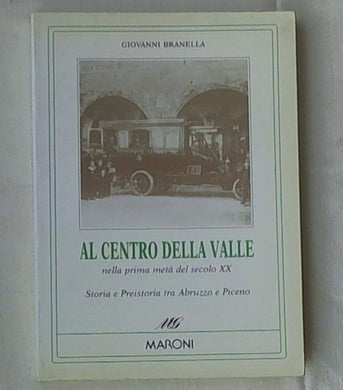 GIOVANNI BRANELLA
AL CENTRO DELLA VALLE
nella prima metà del secolo XX
Storia e Preistoria tra Abruzzo e Piceno
MG
MARONI